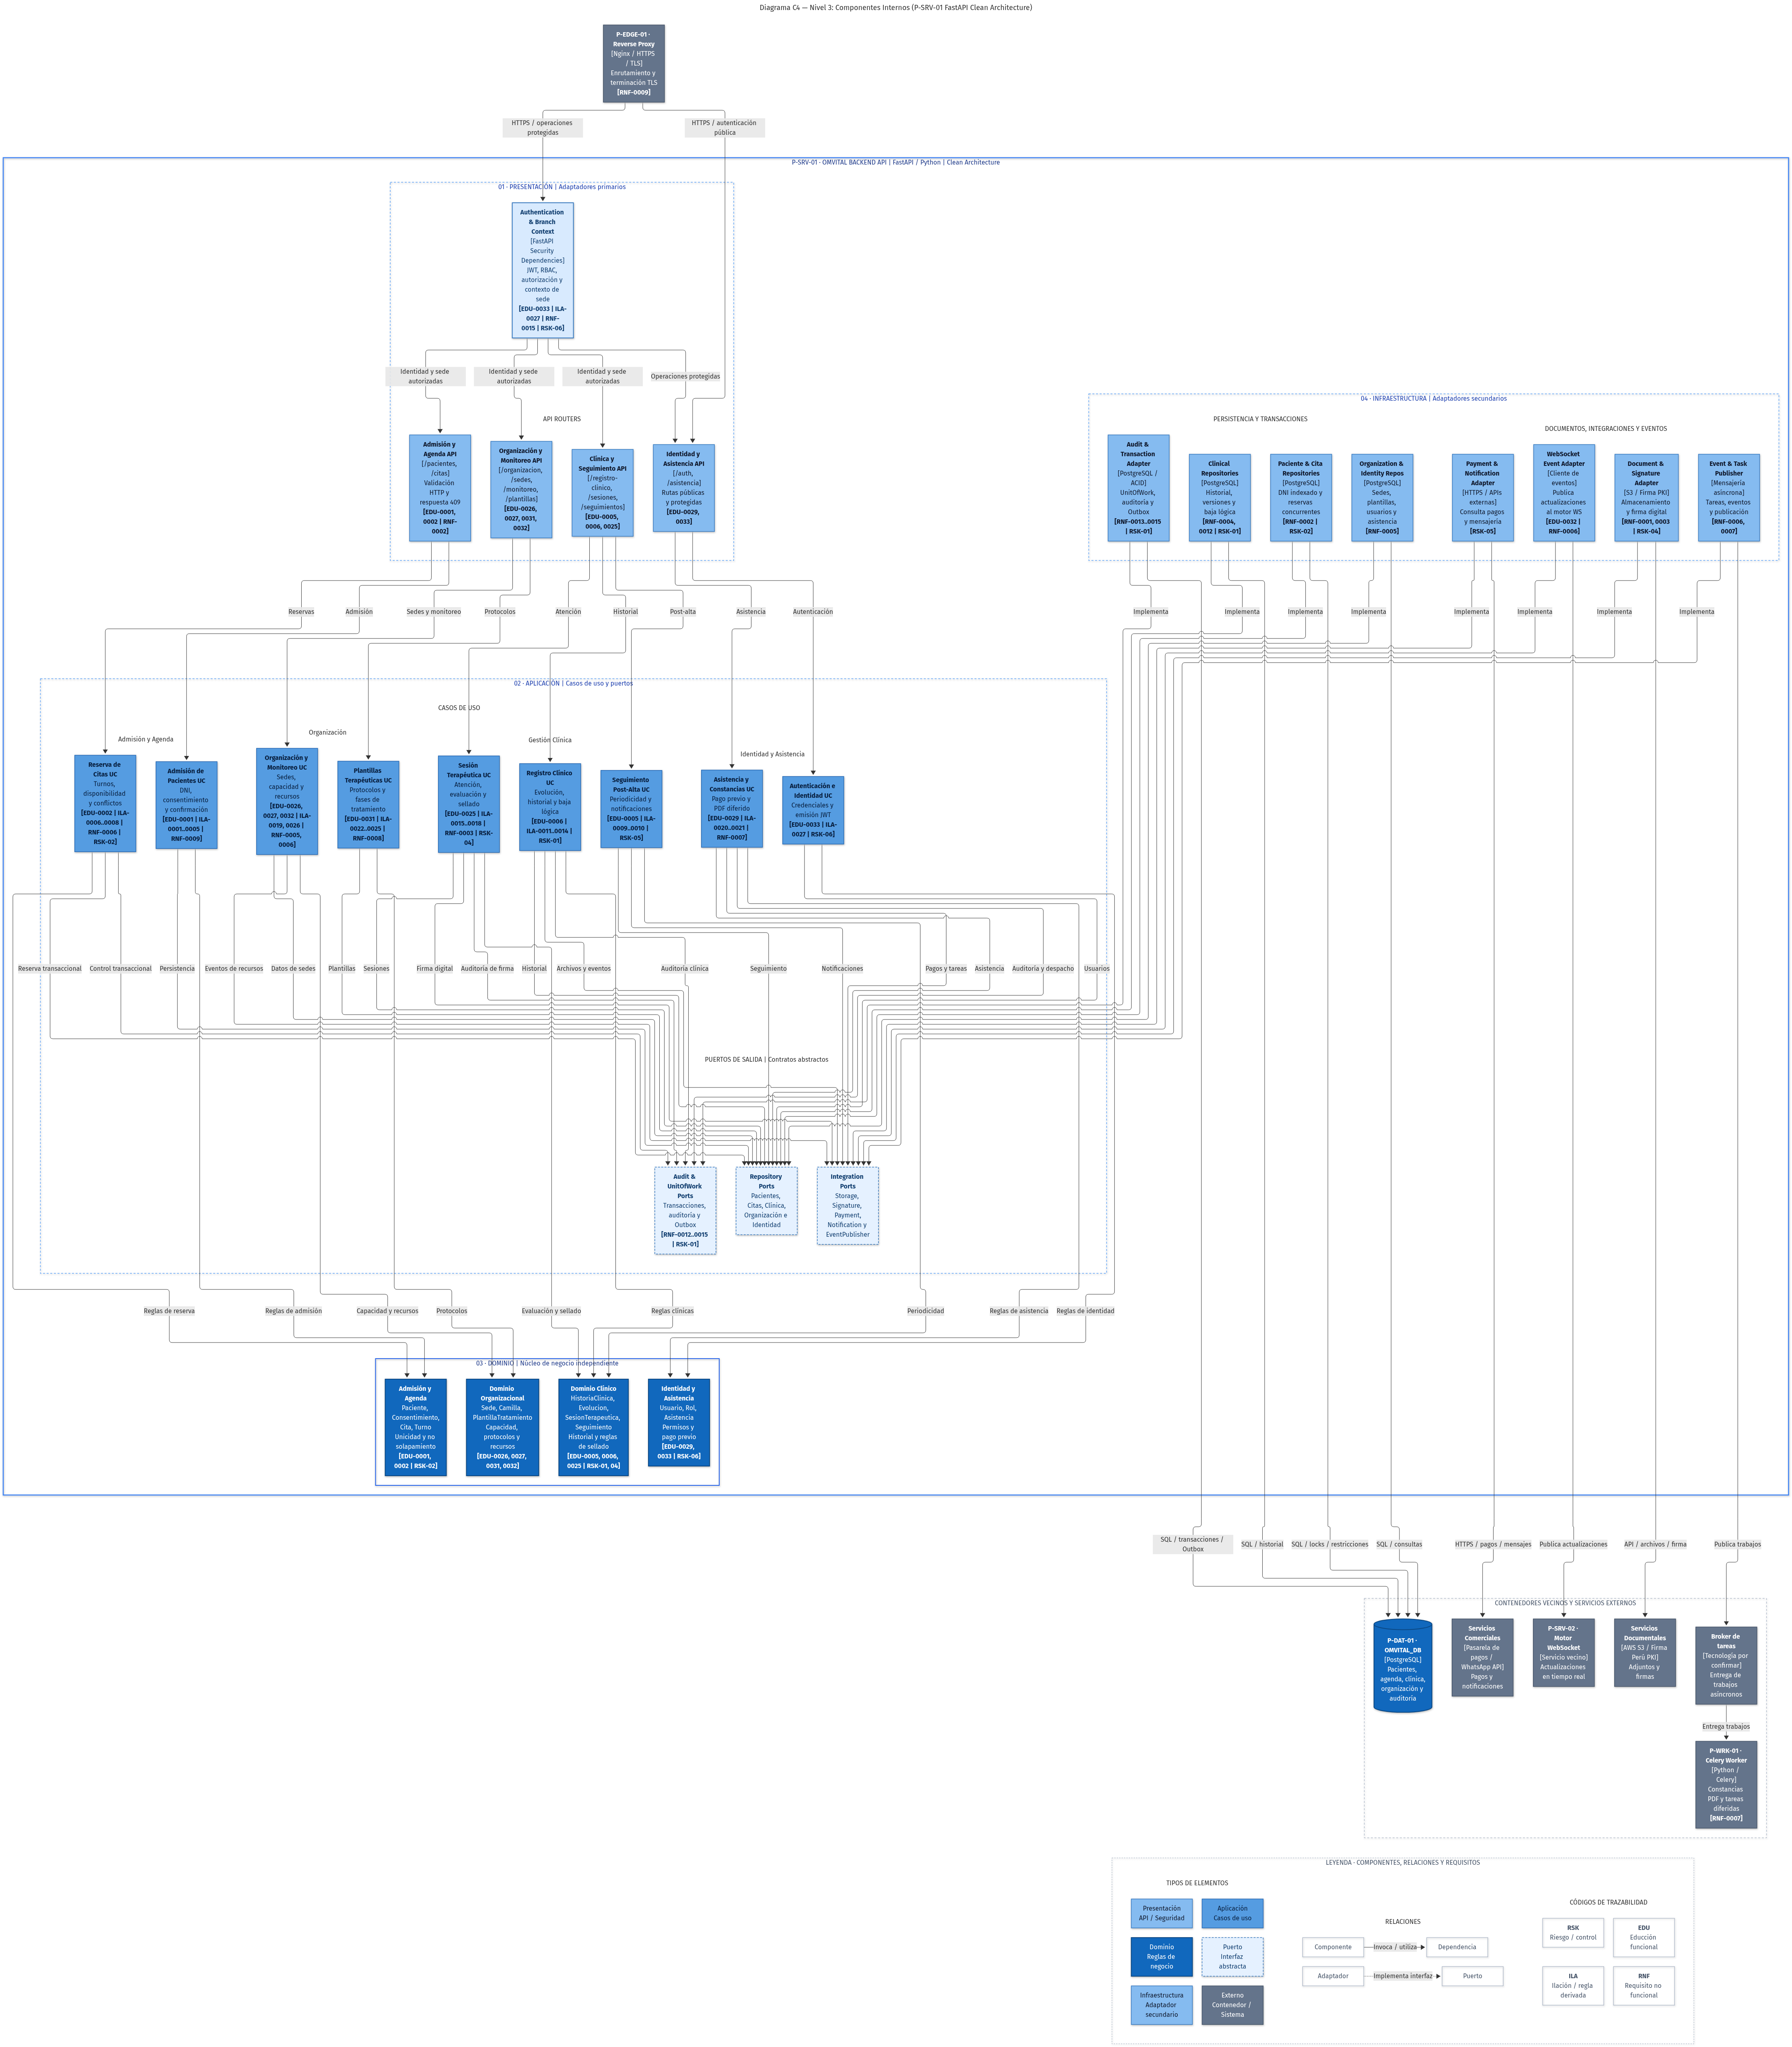 Diagrama C4 — Nivel 3: Componentes Internos (P-SRV-01 FastAPI Clean Architecture)
P-EDGE-01 ·
Reverse Proxy
[Nginx / HTTPS
/ TLS]
Enrutamiento y
terminación TLS
[RNF-0009]
HTTPS / operaciones
protegidas
HTTPS / autenticación
pública
P-SRV-01 · OMVITAL BACKEND API | FastAPI / Python | Clean Architecture
01 · PRESENTACIÓN | Adaptadores primarios
Authentication
& Branch
Context
[FastAPI
Security
Dependencies]
JWT, RBAC,
autorización y
contexto de
sede
[EDU-0033 | ILA-
0027 | RNF-
0015 | RSK-06]
Identidad y sede
autorizadas
Identidad y sede
autorizadas
Identidad y sede
autorizadas
Operaciones protegidas
API ROUTERS
Admisión y
Agenda API
[/pacientes,
/citas]
Validación
HTTP y
respuesta 409
[EDU-0001,
0002 | RNF-
0002]
Organización y
Monitoreo API
[/organizacion,
/sedes,
/monitoreo,
/plantillas]
[EDU-0026,
0027, 0031,
0032]
Clínica y
Seguimiento API
[/registro-
clinico,
/sesiones,
/seguimientos]
[EDU-0005,
0006, 0025]
Identidad y
Asistencia API
[/auth,
/asistencia]
Rutas públicas
y protegidas
[EDU-0029,
0033]
04 · INFRAESTRUCTURA | Adaptadores secundarios
PERSISTENCIA Y TRANSACCIONES
DOCUMENTOS, INTEGRACIONES Y EVENTOS
Audit &
Transaction
Adapter
[PostgreSQL /
ACID]
UnitOfWork,
auditoría y
Outbox
[RNF-0013..0015
| RSK-01]
Clinical
Repositories
[PostgreSQL]
Historial,
versiones y
baja lógica
[RNF-0004,
0012 | RSK-01]
Paciente & Cita
Repositories
[PostgreSQL]
DNI indexado y
reservas
concurrentes
[RNF-0002 |
RSK-02]
Organization &
Identity Repos
[PostgreSQL]
Sedes,
plantillas,
usuarios y
asistencia
[RNF-0005]
Payment &
Notification
Adapter
[HTTPS / APIs
externas]
Consulta pagos
y mensajería
[RSK-05]
WebSocket
Event Adapter
[Cliente de
eventos]
Publica
actualizaciones
al motor WS
[EDU-0032 |
RNF-0006]
Document &
Signature
Adapter
[S3 / Firma PKI]
Almacenamiento
y firma digital
[RNF-0001, 0003
| RSK-04]
Event & Task
Publisher
[Mensajería
asíncrona]
Tareas, eventos
y publicación
[RNF-0006,
0007]
Reservas
Admisión
Sedes y monitoreo
Protocolos
Atención
Historial
Post-alta
Asistencia
Autenticación
Implementa
Implementa
Implementa
Implementa
Implementa
Implementa
Implementa
Implementa
02 · APLICACIÓN | Casos de uso y puertos
CASOS DE USO
Admisión y Agenda
Organización
Gestión Clínica
Identidad y Asistencia
Reserva de
Citas UC
Turnos,
disponibilidad
y conflictos
[EDU-0002 | ILA-
0006..0008 |
RNF-0006 |
RSK-02]
Admisión de
Pacientes UC
DNI,
consentimiento
y confirmación
[EDU-0001 | ILA-
0001..0005 |
RNF-0009]
Organización y
Monitoreo UC
Sedes,
capacidad y
recursos
[EDU-0026,
0027, 0032 | ILA-
0019, 0026 |
RNF-0005,
0006]
Plantillas
Terapéuticas UC
Protocolos y
fases de
tratamiento
[EDU-0031 | ILA-
0022..0025 |
RNF-0008]
Sesión
Terapéutica UC
Atención,
evaluación y
sellado
[EDU-0025 | ILA-
0015..0018 |
RNF-0003 | RSK-
04]
Registro Clínico
UC
Evolución,
historial y baja
lógica
[EDU-0006 |
ILA-0011..0014 |
RSK-01]
Seguimiento
Post-Alta UC
Periodicidad y
notificaciones
[EDU-0005 | ILA-
0009..0010 |
RSK-05]
Asistencia y
Constancias UC
Pago previo y
PDF diferido
[EDU-0029 | ILA-
0020..0021 |
RNF-0007]
Autenticación e
Identidad UC
Credenciales y
emisión JWT
[EDU-0033 | ILA-
0027 | RSK-06]
Reserva transaccional
Control transaccional
Persistencia
Eventos de recursos
Datos de sedes
Plantillas
Sesiones
Firma digital
Auditoría de firma
Historial
Archivos y eventos
Auditoría clínica
Seguimiento
Notificaciones
Pagos y tareas
Asistencia
Auditoría y despacho
Usuarios
PUERTOS DE SALIDA | Contratos abstractos
Audit &
UnitOfWork
Ports
Transacciones,
auditoría y
Outbox
[RNF-0012..0015
| RSK-01]
Repository
Ports
Pacientes,
Citas, Clínica,
Organización e
Identidad
Integration
Ports
Storage,
Signature,
Payment,
Notification y
EventPublisher
Reglas de reserva
Reglas de admisión
Capacidad y recursos
Protocolos
Evaluación y sellado
Reglas clínicas
Periodicidad
Reglas de asistencia
Reglas de identidad
03 · DOMINIO | Núcleo de negocio independiente
Admisión y
Agenda
Paciente,
Consentimiento,
Cita, Turno
Unicidad y no
solapamiento
[EDU-0001,
0002 | RSK-02]
Dominio
Organizacional
Sede, Camilla,
PlantillaTratamiento
Capacidad,
protocolos y
recursos
[EDU-0026, 0027,
0031, 0032]
Dominio Clínico
HistoriaClinica,
Evolucion,
SesionTerapeutica,
Seguimiento
Historial y reglas
de sellado
[EDU-0005, 0006,
0025 | RSK-01, 04]
Identidad y
Asistencia
Usuario, Rol,
Asistencia
Permisos y
pago previo
[EDU-0029,
0033 | RSK-06]
SQL / transacciones /
Outbox
SQL / historial
SQL / locks / restricciones
SQL / consultas
HTTPS / pagos / mensajes
Publica actualizaciones
API / archivos / firma
Publica trabajos
CONTENEDORES VECINOS Y SERVICIOS EXTERNOS
P-DAT-01 ·
OMVITAL_DB
[PostgreSQL]
Pacientes,
agenda, clínica,
organización y
auditoría
Servicios
Comerciales
[Pasarela de
pagos /
WhatsApp API]
Pagos y
notificaciones
P-SRV-02 ·
Motor
WebSocket
[Servicio vecino]
Actualizaciones
en tiempo real
Servicios
Documentales
[AWS S3 / Firma
Perú PKI]
Adjuntos y
firmas
Broker de
tareas
[Tecnología por
confirmar]
Entrega de
trabajos
asíncronos
Entrega trabajos
P-WRK-01 ·
Celery Worker
[Python /
Celery]
Constancias
PDF y tareas
diferidas
[RNF-0007]
LEYENDA · COMPONENTES, RELACIONES Y REQUISITOS
TIPOS DE ELEMENTOS
Presentación
API / Seguridad
Aplicación
Casos de uso
Dominio
Reglas de
negocio
Puerto
Interfaz
abstracta
Infraestructura
Adaptador
secundario
Externo
Contenedor /
Sistema
RELACIONES
Componente
Invoca / utiliza
Dependencia
Adaptador
Implementa interfaz
Puerto
CÓDIGOS DE TRAZABILIDAD
RSK
Riesgo / control
EDU
Educción
funcional
ILA
Ilación / regla
derivada
RNF
Requisito no
funcional